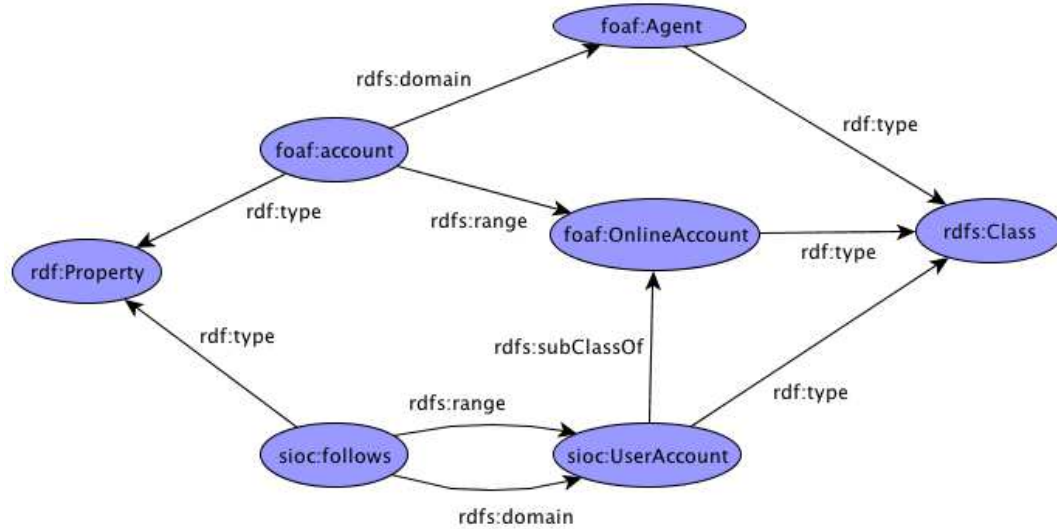 foaf:Agent
rdfs:domain
rdf:type
foaf:account
rdf:type
rdfs:range
foaf:OnlineAccount
rdfs:Class
rdf:type
rdf:Property
rdf:type
rdfs:subClassOf
rdf:type
rdfs:range
sioc:follows
sioc:UserAccount
rdfs:domain